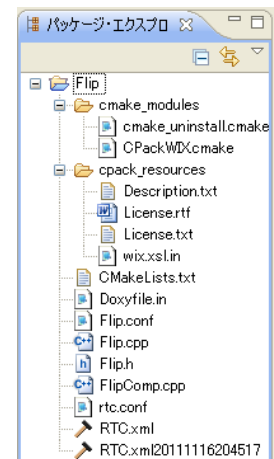 パッケージ・エクスプロ
Flip
cmake_modules
cmake_uninstall.cmake
CPackWIX.cmake
cpack_resources
Description.txt
License.rtf
License.txt
wix.xsl.in
CMakeLists.txt
Doxyfile.in
Flip.conf
Flip.cpp
Flip.h
FlipComp.cpp
rtc.conf
RTC.xml
RTC.xml20111116204517